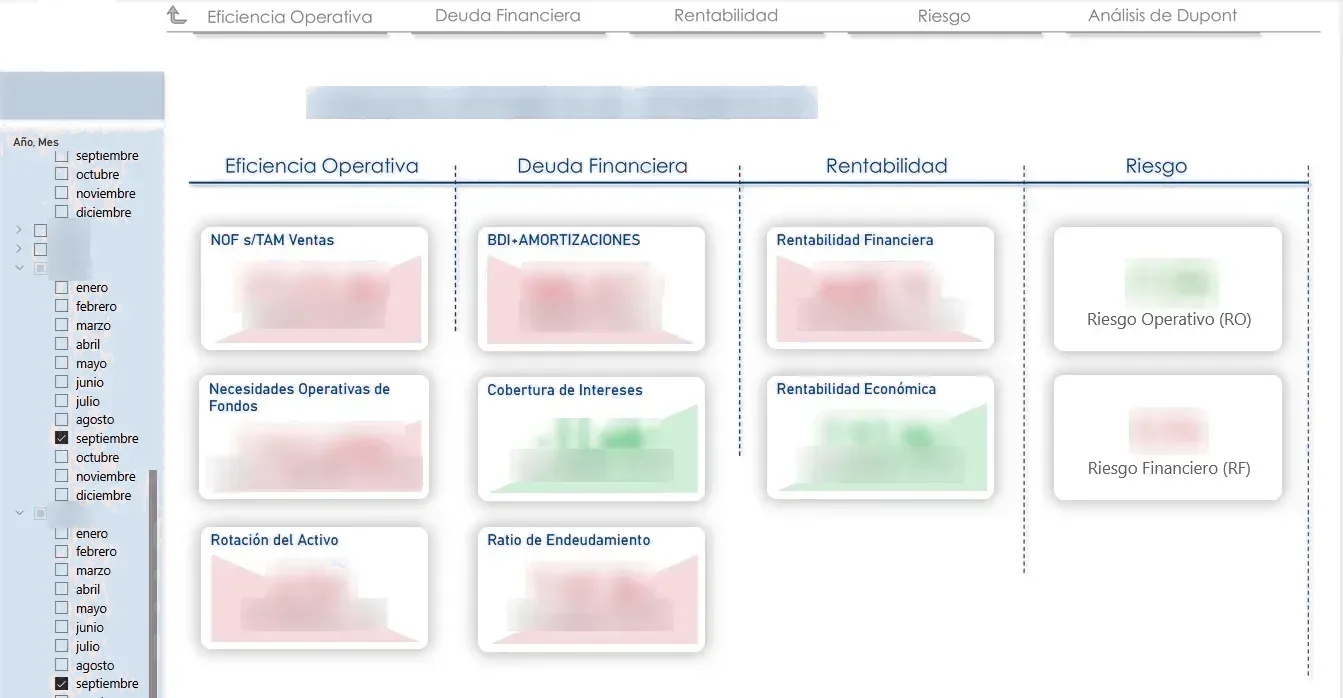 Eficiencia Operativa
Deuda Financiera
Rentabilidad
Riesgo
Análisis de Dupont
Año, Mes
septiembre
octubre
noviembre
diciembre
enero
febrero
marzo
abril
mayo
junio
julio
agosto
septiembre
octubre
noviembre
diciembre
enero
febrero
marzo
abril
mayo
junio
julio
agosto
septiembre
Eficiencia Operativa
NOF s/TAM Ventas
Necesidades Operativas de
Fondos
Rotación del Activo
Deuda Financiera
BDI+AMORTIZACIONES
Cobertura de Intereses
Ratio de Endeudamiento
Rentabilidad
Rentabilidad Financiera
Rentabilidad Económica
Riesgo
Riesgo Operativo (RO)
Riesgo Financiero (RF)